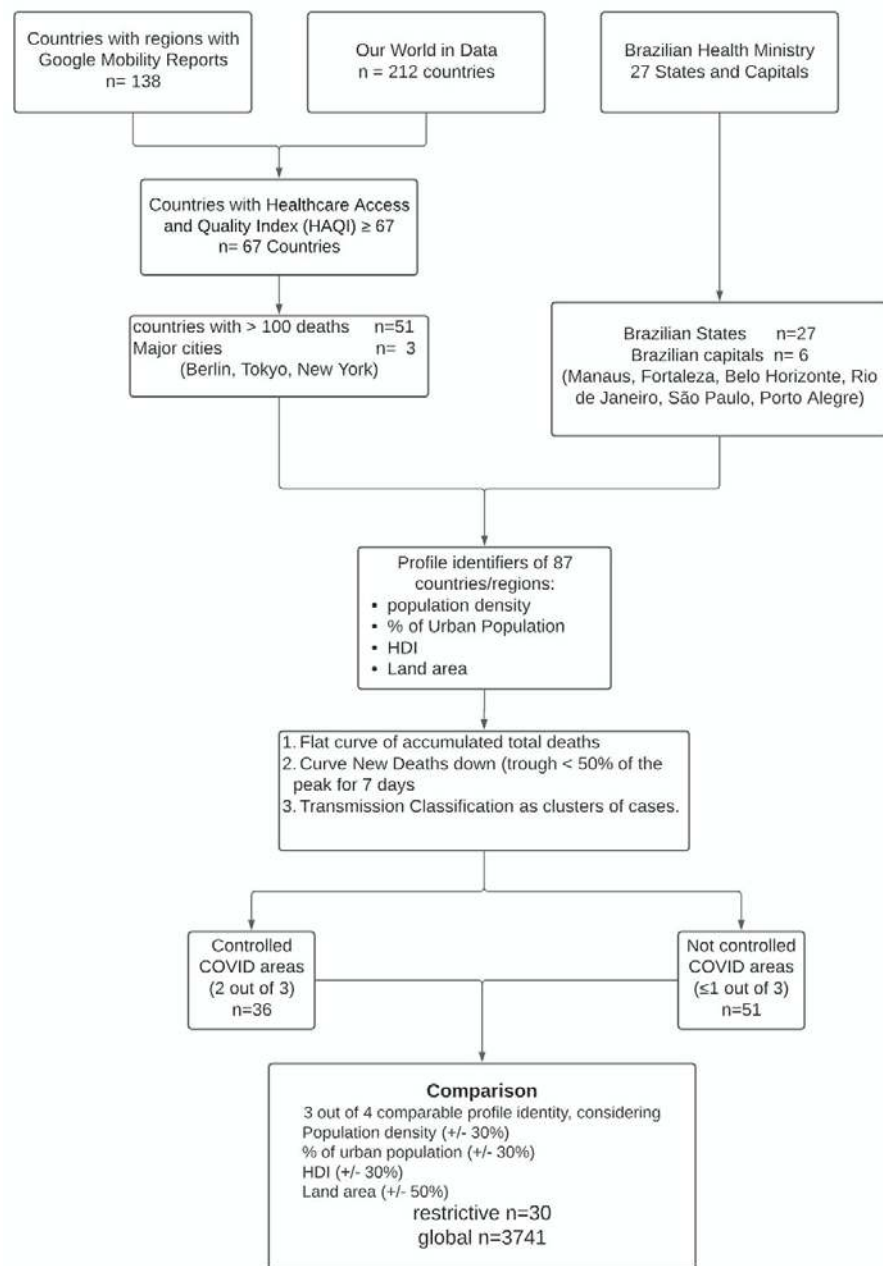 Countries with regions with
Google Mobility Reports
n= 138
Our World in Data
n = 212 countries
Brazilian Health Ministry
27 States and Capitals
Countries with Healthcare Access
and Quality Index (HAQI) ≥ 67
n= 67 Countries
countries with > 100 deaths n=51
Major cities n= 3
(Berlin, Tokyo, New York)
Brazilian States n=27
Brazilian capitals n= 6
(Manaus, Fortaleza, Belo Horizonte, Rio
de Janeiro, São Paulo, Porto Alegre)
Profile identifiers of 87
countries/regions:
• population density
• % of Urban Population
• HDI
• Land area
1. Flat curve of accumulated total deaths
2. Curve New Deaths down (trough < 50% of the
peak for 7 days
3. Transmission Classification as clusters of cases.
Controlled
COVID areas
(2 out of 3)
n=36
Not controlled
COVID areas
(≤1 out of 3)
n=51
Comparison
3 out of 4 comparable profile identity, considering
Population density (+/- 30%)
% of urban population (+/- 30%)
HDI (+/- 30%)
Land area (+/- 50%)
restrictive n=30
global n=3741